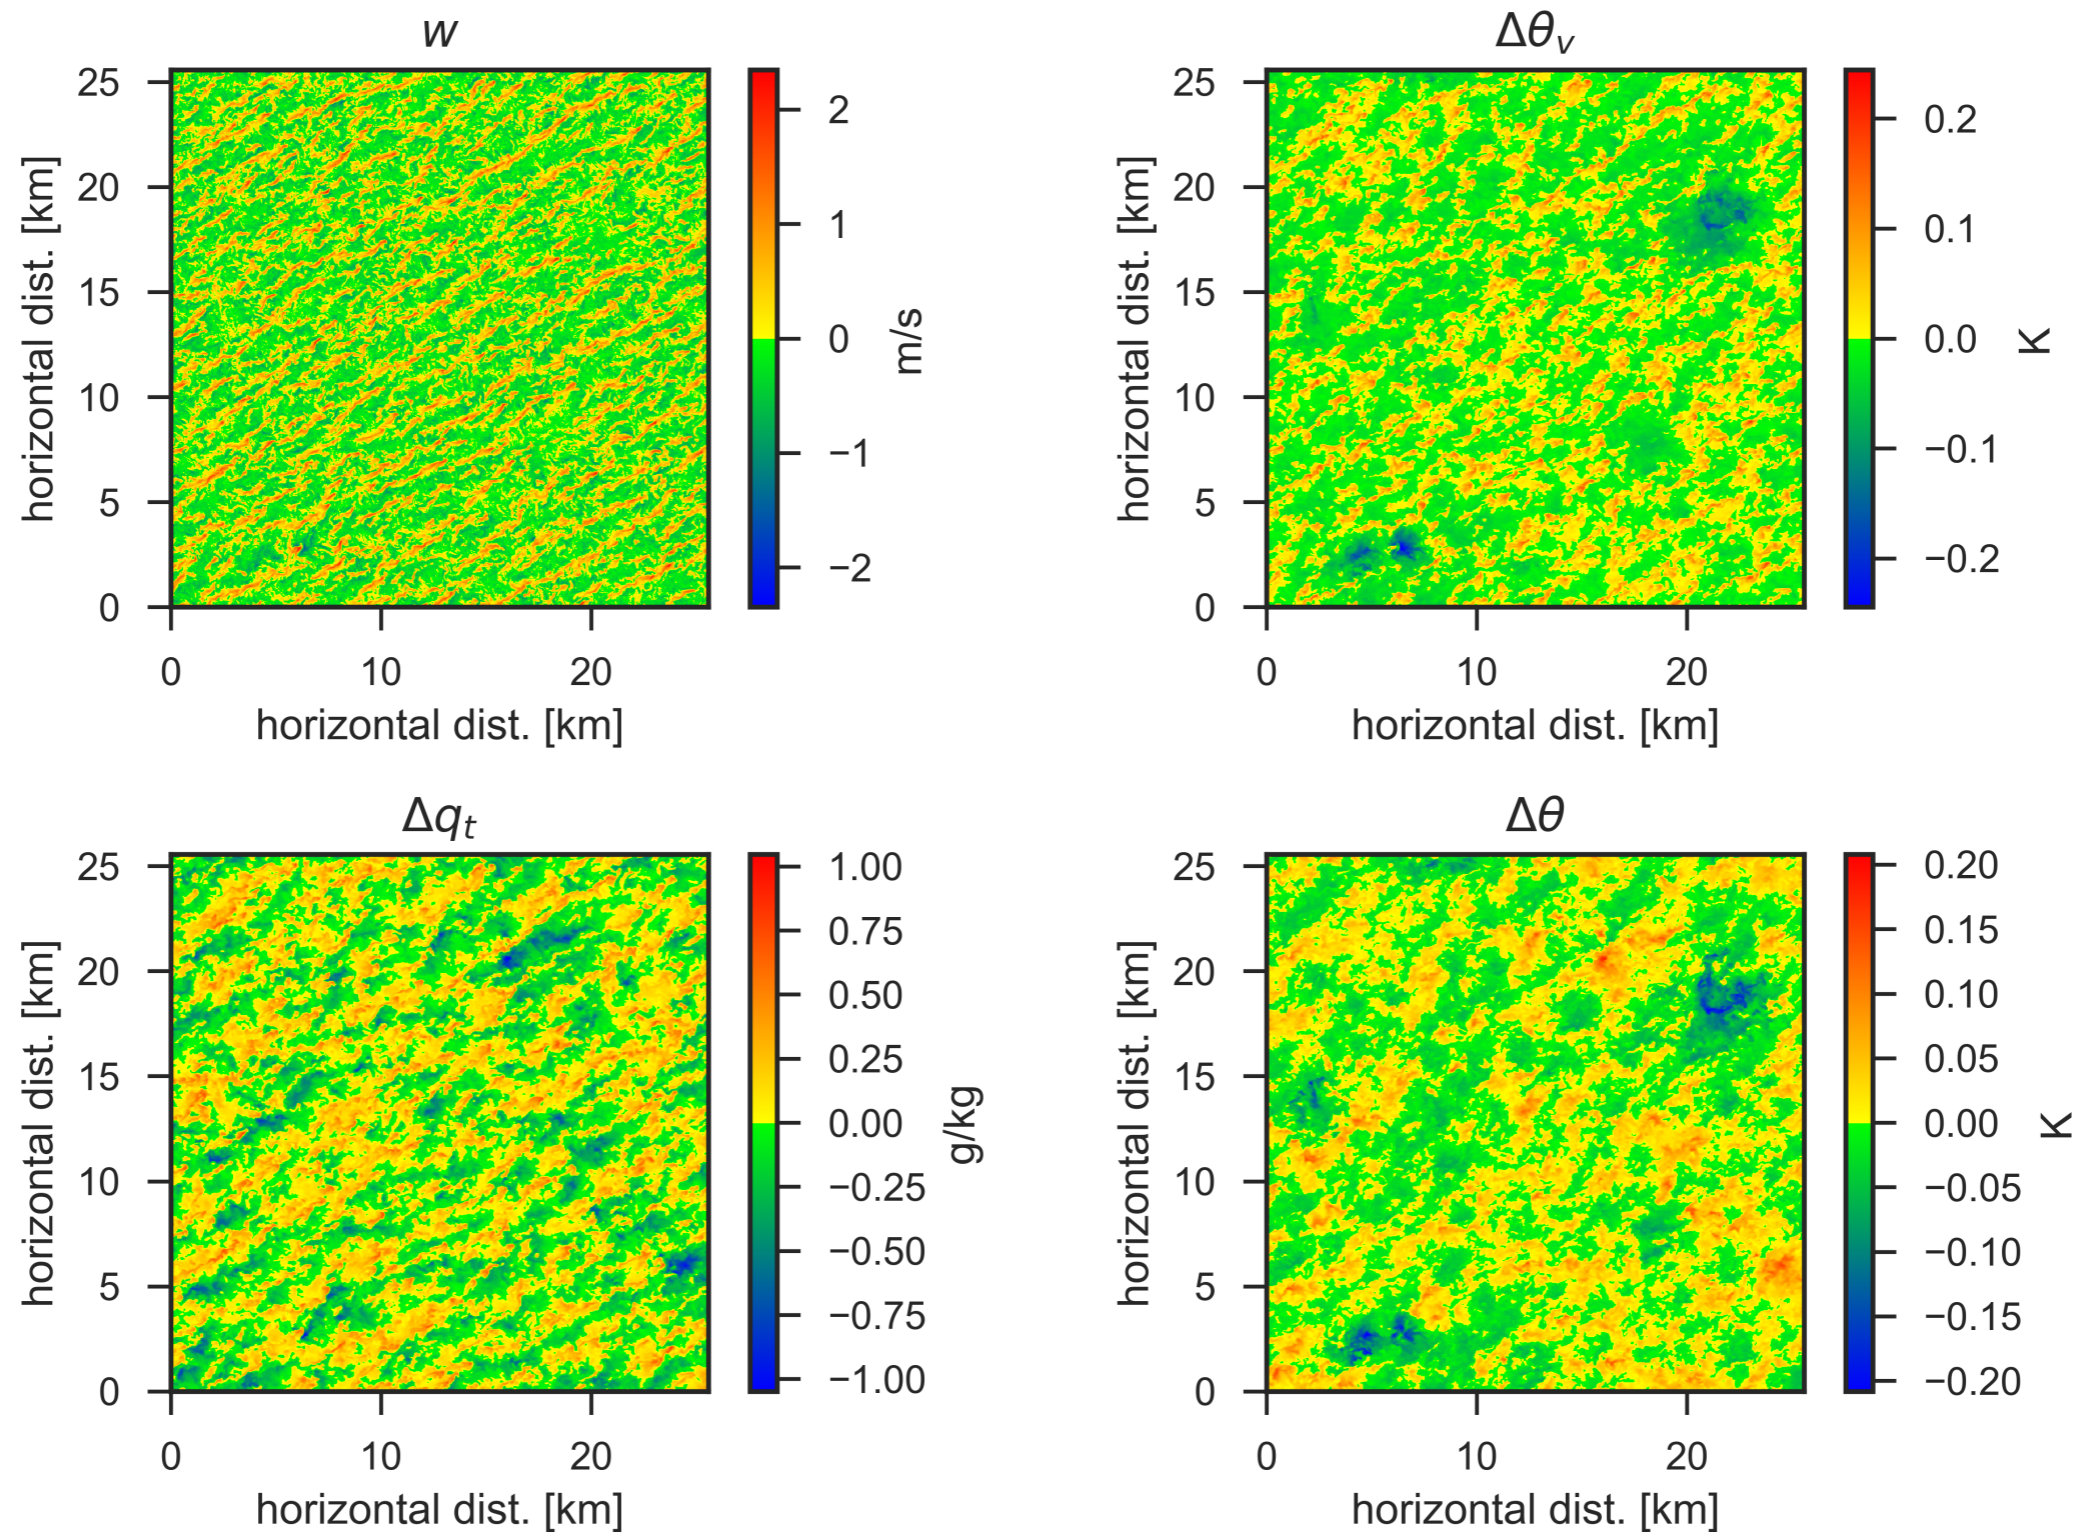 w
25
20
15
10
5
0
0 10 20
horizontal dist. [km]
horizontal dist. [km]
2
1
0
−1
−2
m/s
Δθv
25
20
15
10
5
0
0 10 20
horizontal dist. [km]
horizontal dist. [km]
0.2
0.1
0.0
−0.1
−0.2
K
Δqt
25
20
15
10
5
0
0 10 20
horizontal dist. [km]
horizontal dist. [km]
1.00
0.75
0.50
0.25
0.00
−0.25
−0.50
−0.75
−1.00
g/kg
Δθ
25
20
15
10
5
0
0 10 20
horizontal dist. [km]
horizontal dist. [km]
0.20
0.15
0.10
0.05
0.00
−0.05
−0.10
−0.15
−0.20
K